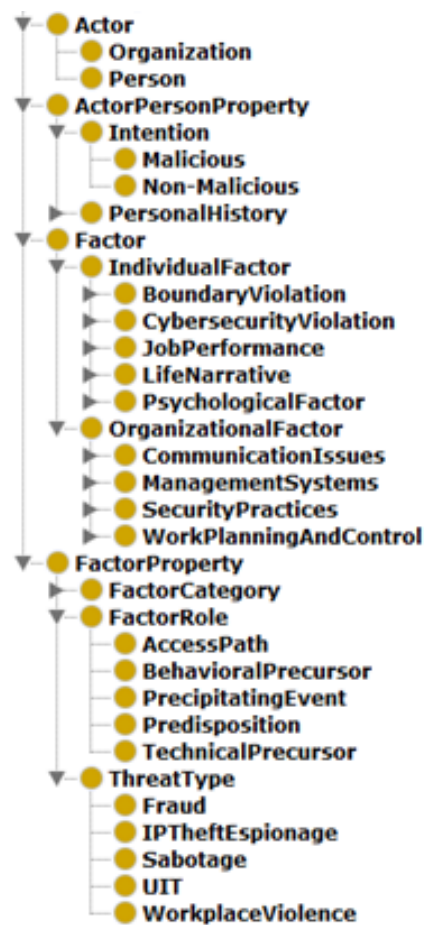 Actor
Organization
Person
ActorPersonProperty
Intention
Malicious
Non-Malicious
PersonalHistory
Factor
IndividualFactor
BoundaryViolation
CybersecurityViolation
JobPerformance
LifeNarrative
PsychologicalFactor
OrganizationalFactor
CommunicationIssues
ManagementSystems
SecurityPractices
WorkPlanningAndControl
FactorProperty
FactorCategory
FactorRole
AccessPath
BehavioralPrecursor
PrecipitatingEvent
Predisposition
TechnicalPrecursor
ThreatType
Fraud
IPTheftEspionage
Sabotage
UIT
WorkplaceViolence